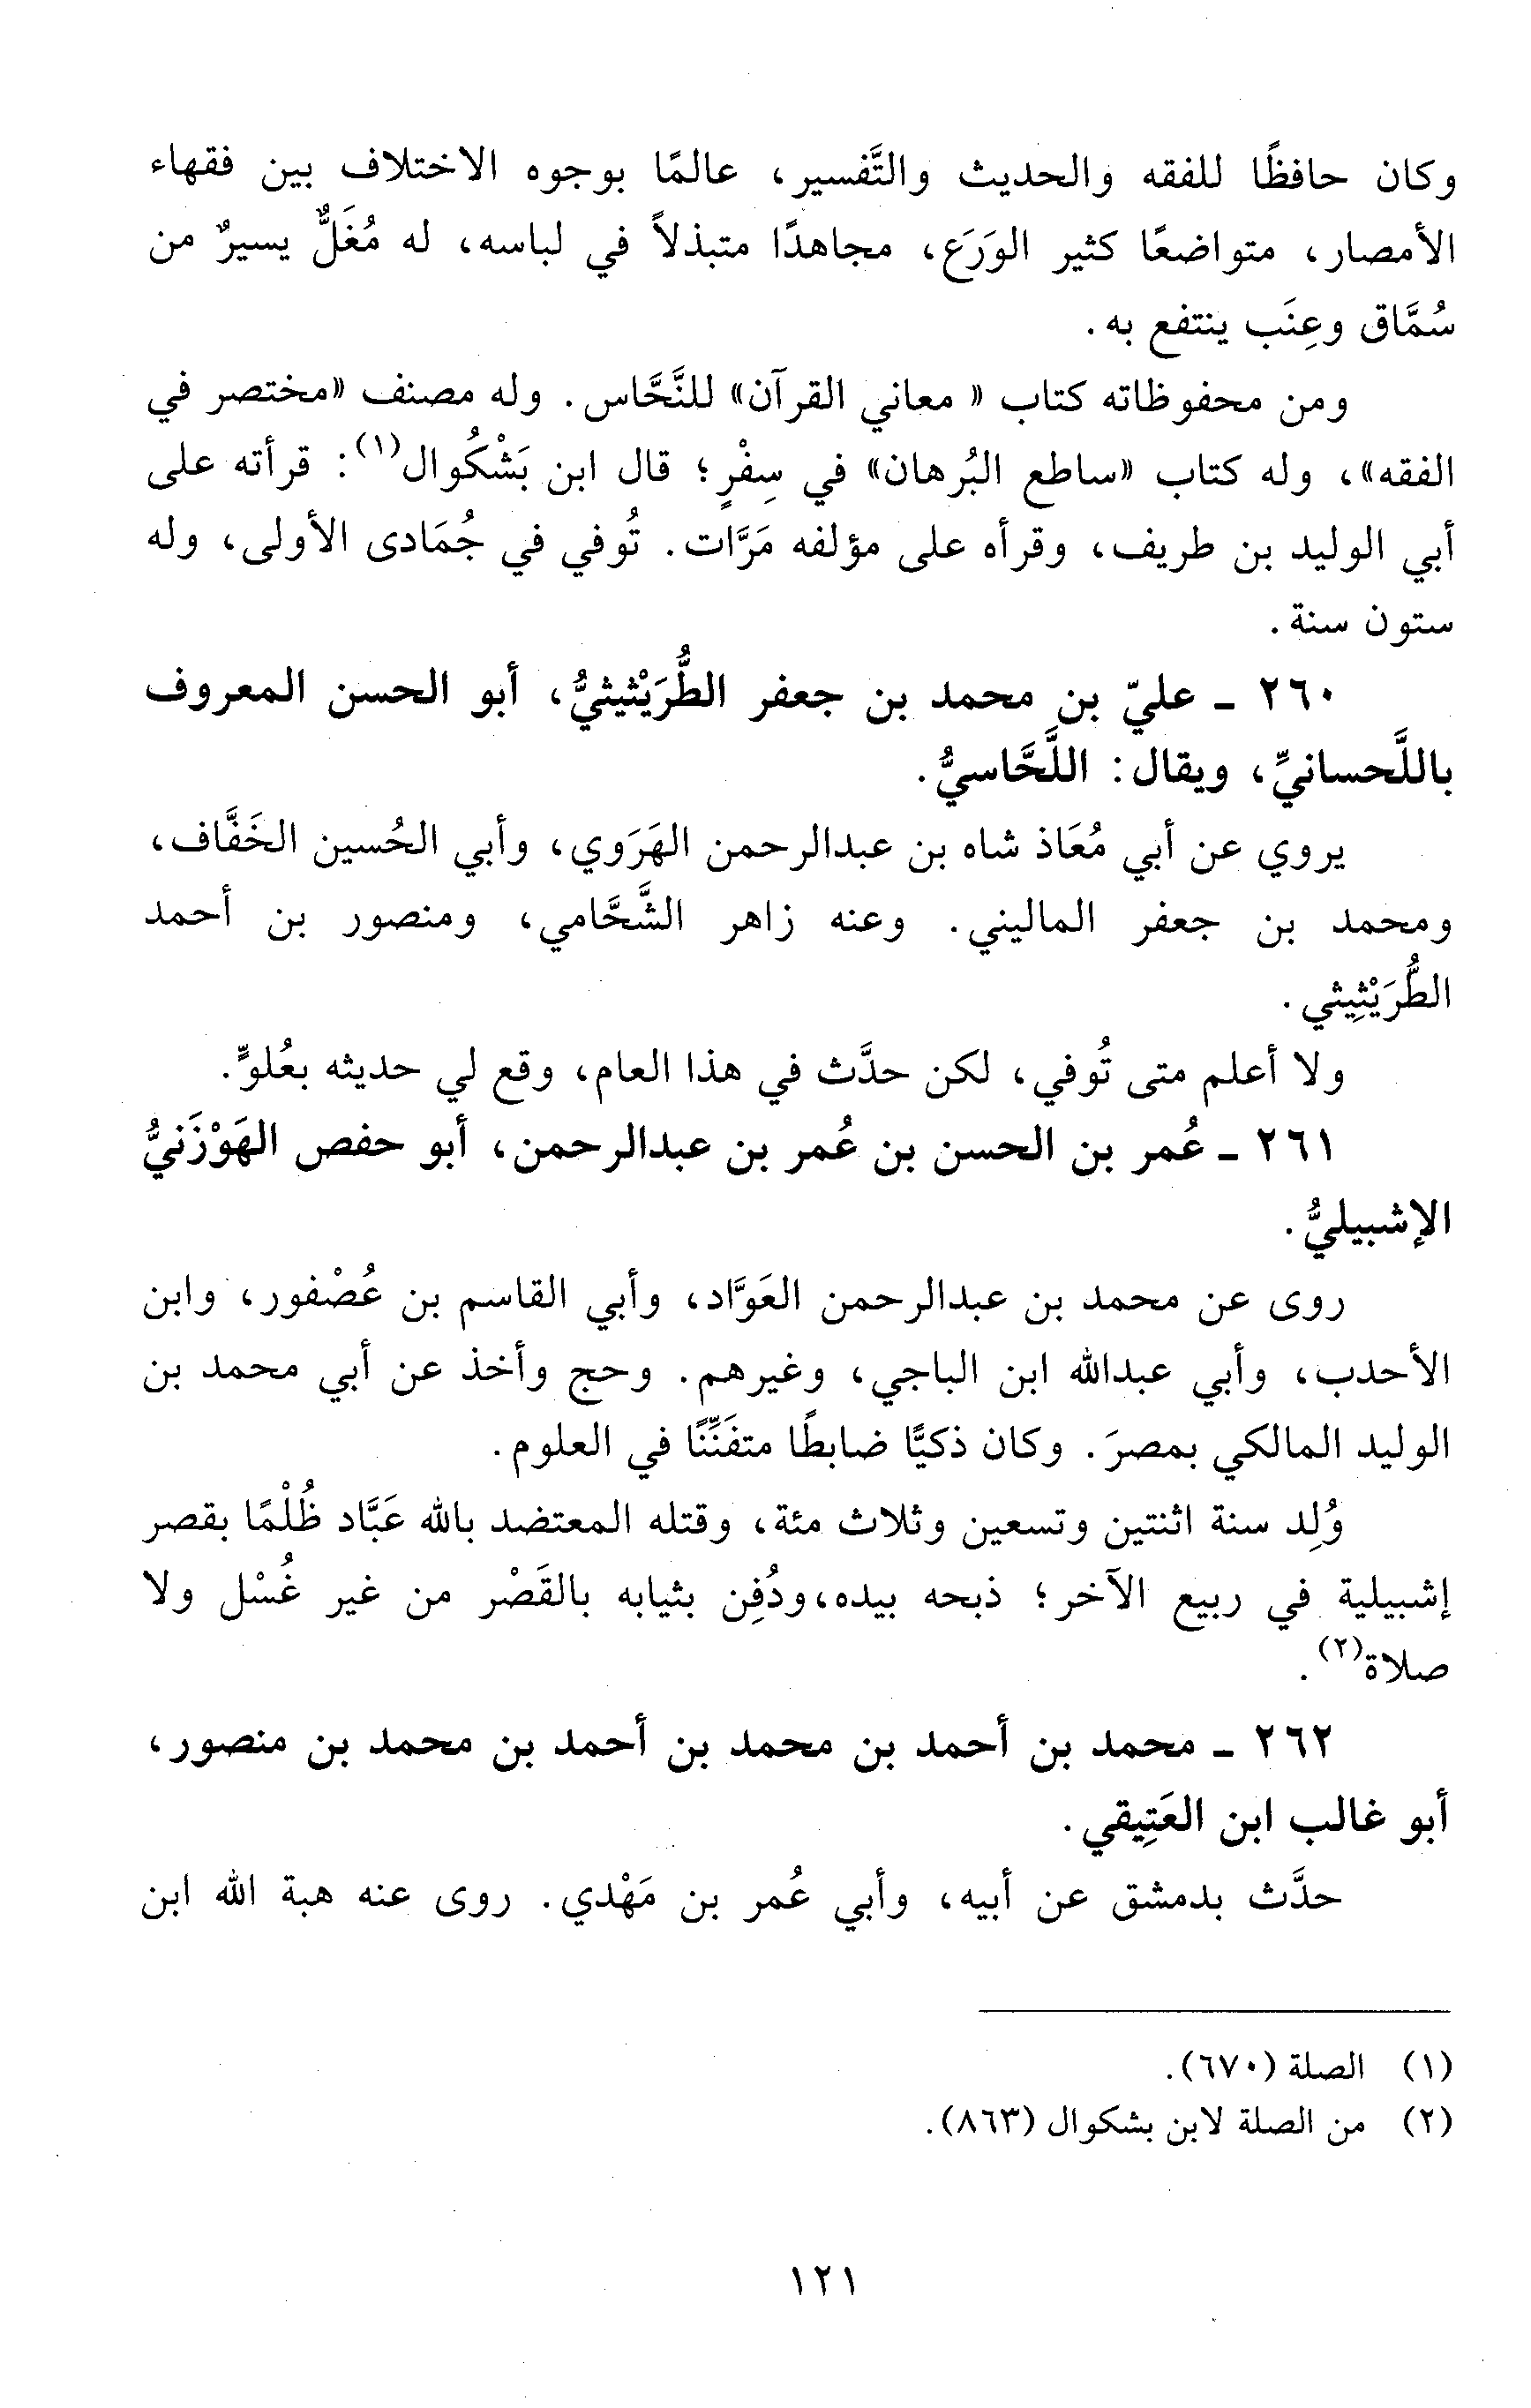 وكان حافظًا للفقه والحديث والتَّفسير، عالمًا بوجوه الاختلاف بين فقهاء
الأمصار، متواضعًا كثير الوَرَع، مجاهدًا متبذلاً في لباسه، له مُغَلٌّ يسيرٌ من
سُمَّاق وعِنَب ينتفع به.
ومن محفوظاته كتاب « معاني القرآن» للنَّحَّاس. وله مصنف «مختصر في
الفقه»، وله كتاب «ساطع البُرهان» في سِفْرٍ؛ قال ابن بَشْكُوال(١): قرأته على
أبي الوليد بن طريف، وقرأه على مؤلفه مَرَّات. تُوفي في جُمَادى الأولى، وله
ستون سنة.
٢٦٠ ـ عليّ بن محمد بن جعفر الطُّرَيْثيثيُّ، أبو الحسن المعروف
باللَّحسانيِّ، ويقال: اللَّحَّاسيُّ.
يروي عن أبي مُعَاذ شاه بن عبدالرحمن الهَرَوي، وأبي الحُسين الخَفَّاف،
ومحمد بن جعفر الماليني. وعنه زاهر الشَّحَّامي، ومنصور بن أحمد
الطُّرَيْثِيثي.
ولا أعلم متى تُوفي، لكن حدَّث في هذا العام، وقع لي حديثه بعُلوٍّ.
٢٦١ ـ عُمر بن الحسن بن عُمر بن عبدالرحمن، أبو حفص الهَوْزَنيُّ
الإشبيليُّ.
روى عن محمد بن عبدالرحمن العَوَّاد، وأبي القاسم بن عُصْفور، وابن
الأحدب، وأبي عبدالله ابن الباجي، وغيرهم. وحج وأخذ عن أبي محمد بن
الوليد المالكي بمصرَ. وكان ذكيًّا ضابطًا متفَنِّنًا في العلوم.
وُلِد سنة اثنتين وتسعين وثلاث مئة، وقتله المعتضد بالله عَبَّاد ظُلْمًا بقصر
إشبيلية في ربيع الآخر؛ ذبحه بيده،ودُفِن بثيابه بالقَصْر من غير غُسْل ولا
صلاة(٢).
٢٦٢ ـ محمد بن أحمد بن محمد بن أحمد بن محمد بن منصور،
أبو غالب ابن العَتِيقي.
حدَّث بدمشق عن أبيه، وأبي عُمر بن مَهْدي. روى عنه هبة الله ابن
(١) الصلة (٦٧٠).
(٢) من الصلة لابن بشكوال (٨٦٣).
١٢١